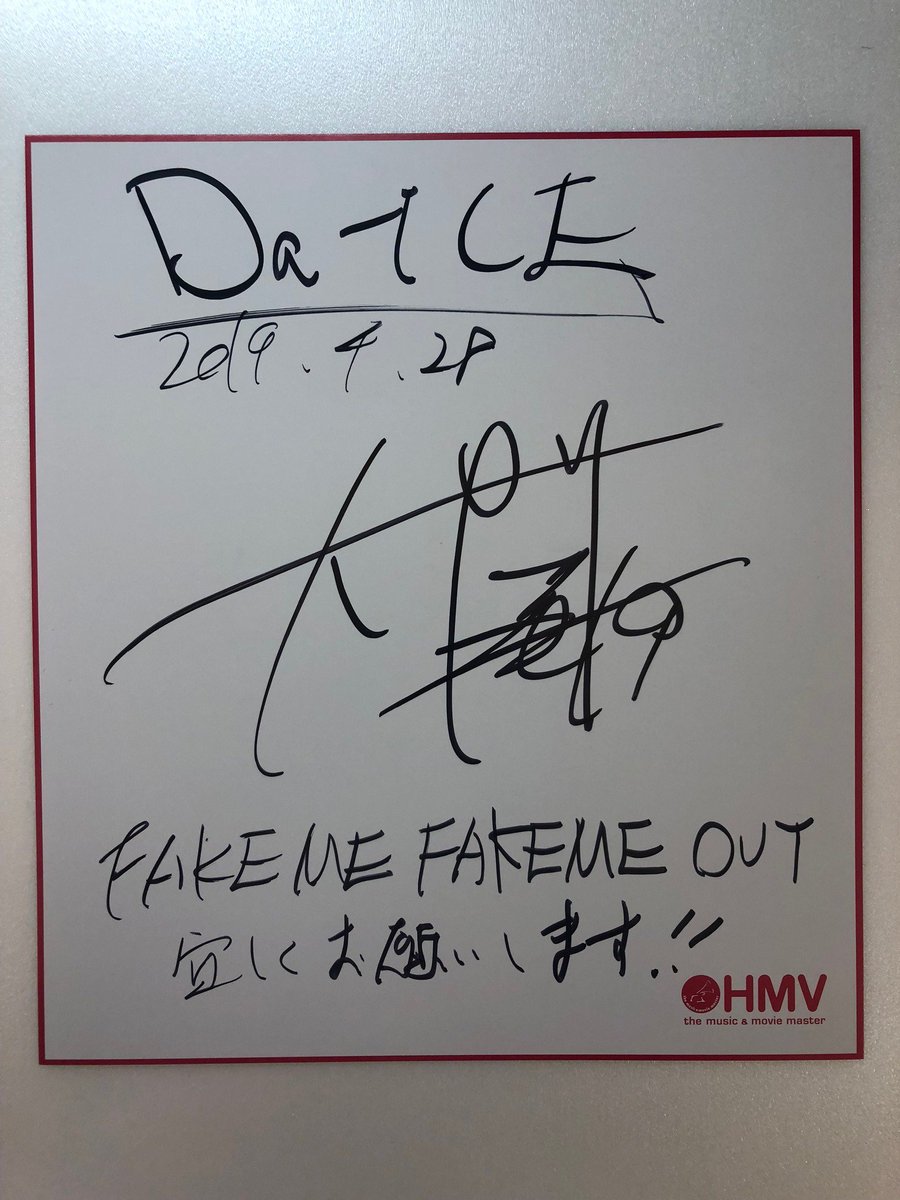 Da-iCE
2019.4.28
FAKE ME FAKE ME OUT
宜しくお願いします!!
HMV
the music & movie master